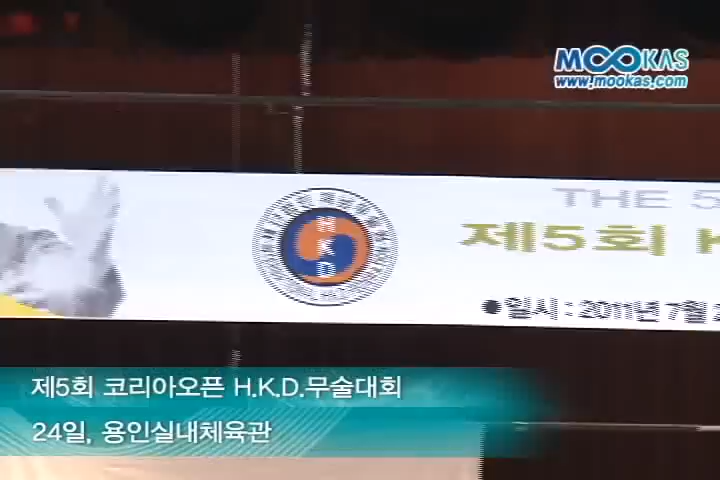 MOOKAS
www.mookas.com
THE 5
제5회 K
H
K
D
●일시 : 2011년 7월 2
제5회 코리아오픈 H.K.D.무술대회
24일, 용인실내체육관